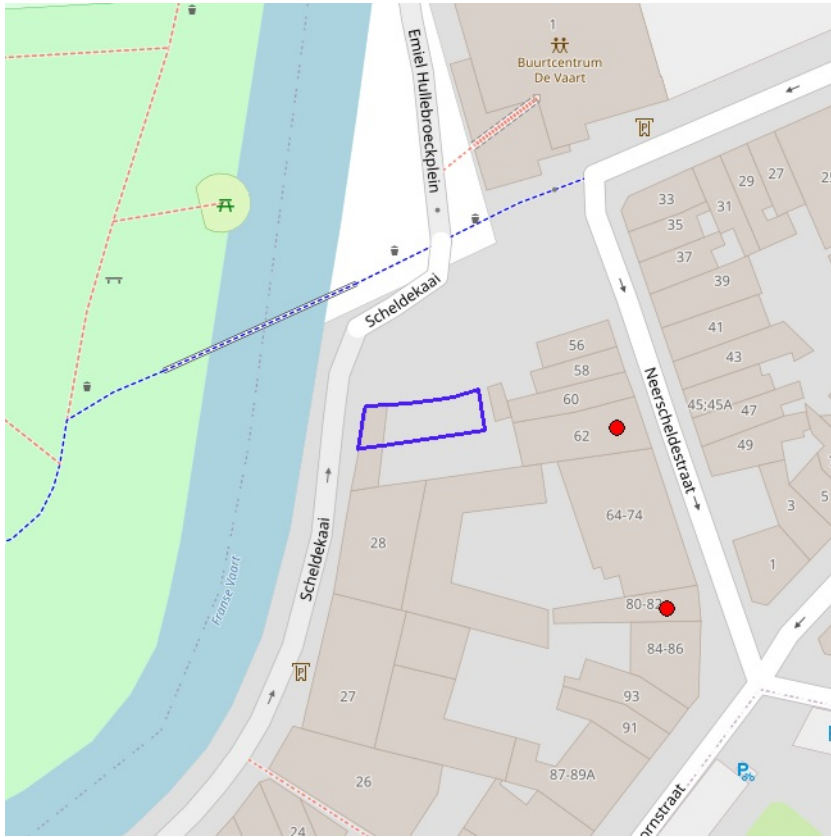 1
Buurtcentrum
De Vaart
Emiel Hullebroeckplein
Scheldekaai
33
35
37
31
29
27
39
41
43
45;45A
47
49
3
5
1
56
58
60
62
64-74
84-86
93
91
87-89A
28
27
26
24
Neerscheldestraat
Scheldekaai
Franse Vaart
P
P
P